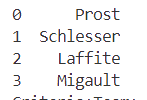 0 Prost
1 Schlesser
2 Laffite
3 Migault